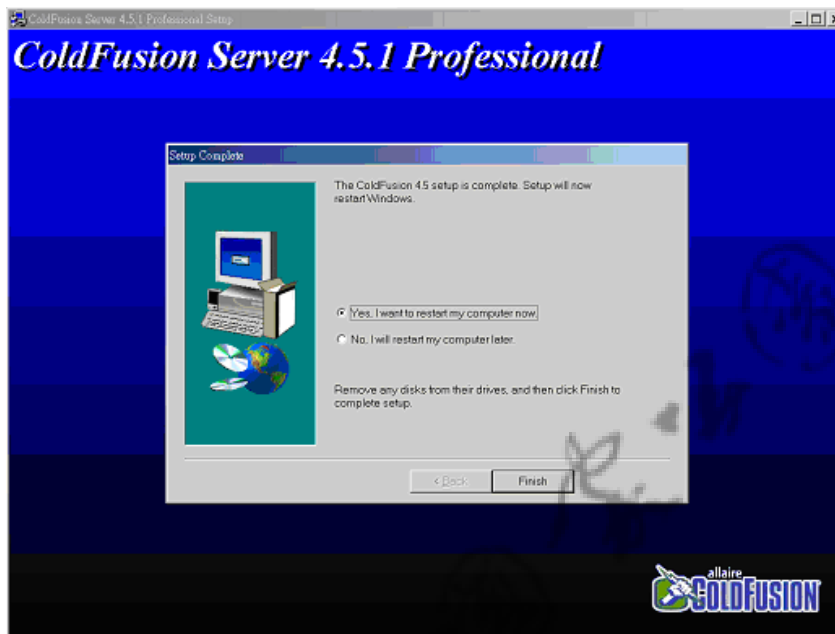 ColdFusion Server 4.5.1 Professional Setup
ColdFusion Server 4.5.1 Professional
Setup Complete
The ColdFusion 4.5 setup is complete. Setup will now
restart Windows.
Yes, I want to restart my computer now.
No, I will restart my computer later.
Remove any disks from their drives, and then click Finish to
complete setup.
< Back
Finish
allaire
COLDFUSION